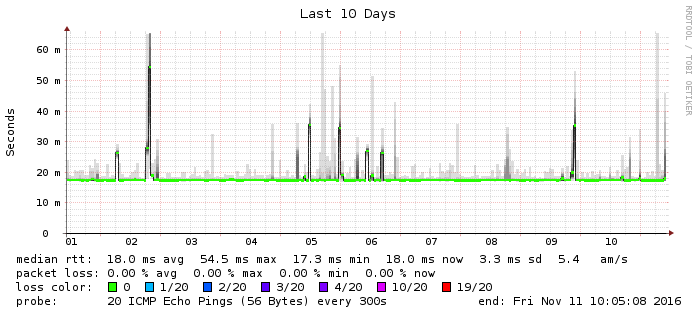 Last 10 Days
RRDTOOL / TOBI OETIKER
Seconds
60 m
50 m
40 m
30 m
20 m
10 m
0
01 02 03 04 05 06 07 08 09 10
median rtt: 18.0 ms avg 54.5 ms max 17.3 ms min 18.0 ms now 3.3 ms sd 5.4 am/s
packet loss: 0.00 % avg 0.00 % max 0.00 % min 0.00 % now
loss color: 0 1/20 2/20 3/20 4/20 10/20 19/20
probe: 20 ICMP Echo Pings (56 Bytes) every 300s end: Fri Nov 11 10:05:08 2016